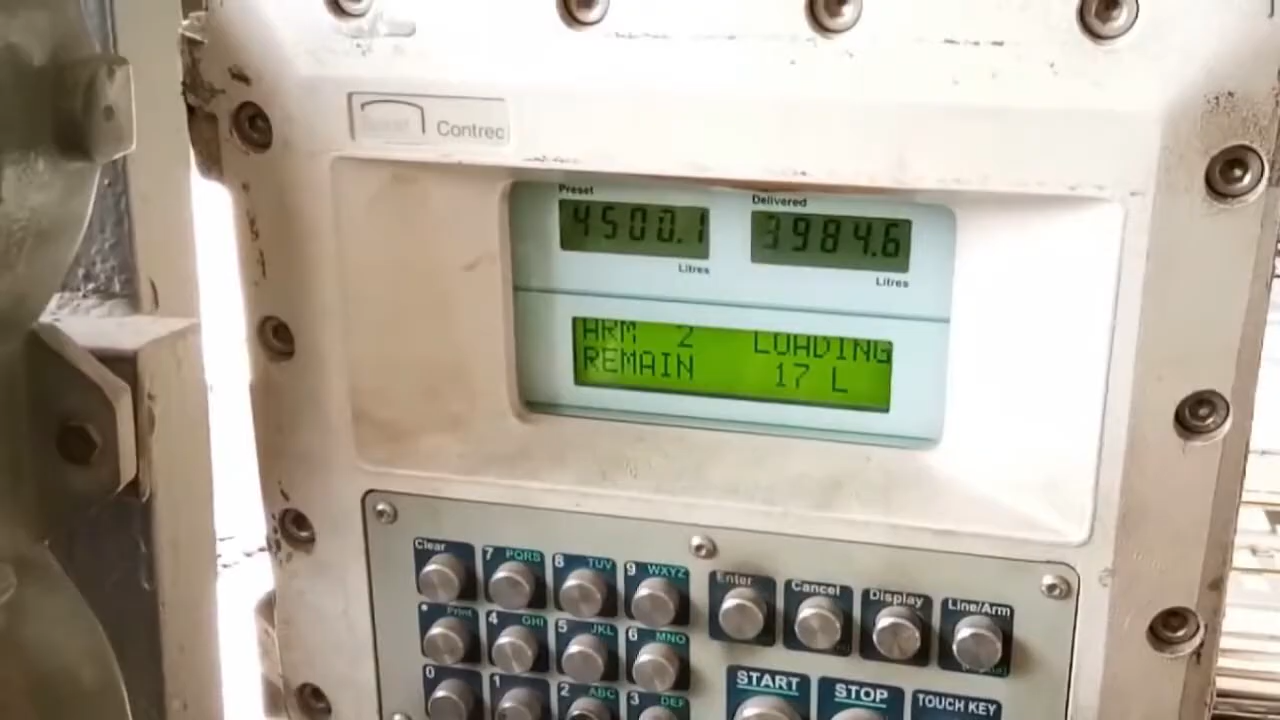 Contrec
Preset
Delivered
4500.1
3984.6
Litres
Litres
ARM 2 LOADING
REMAIN 17 L
Clear
7 PQRS
8 TUV
9 WXYZ
Enter
Cancel
Display
Line/Arm
* Print
4 GHI
5 JKL
6 MNO
0
1
2 ABC
3 DEF
START
STOP
TOUCH KEY